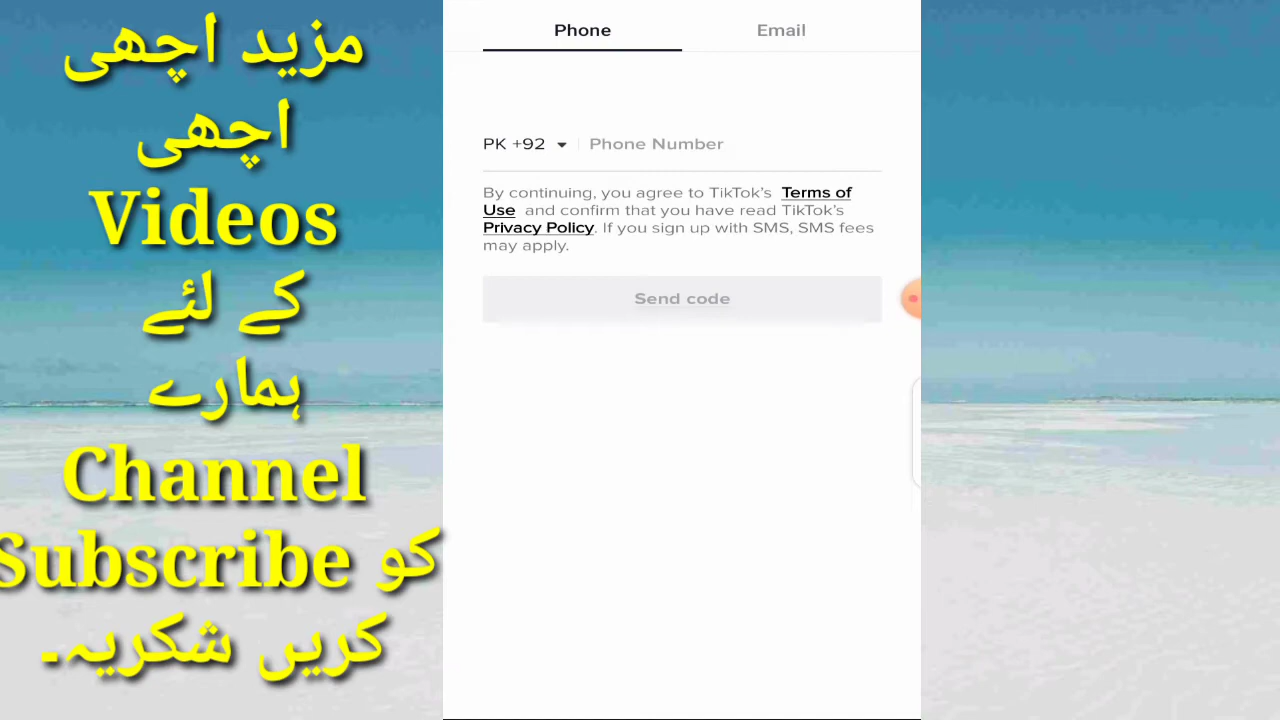 مزید اچھی
اچھی
Videos
کے لئے
ہمارے
Channel
کو Subscribe
کریں شکریہ۔
Phone
Email
PK +92
Phone Number
By continuing, you agree to TikTok's Terms of
Use and confirm that you have read TikTok's
Privacy Policy. If you sign up with SMS, SMS fees
may apply.
Send code